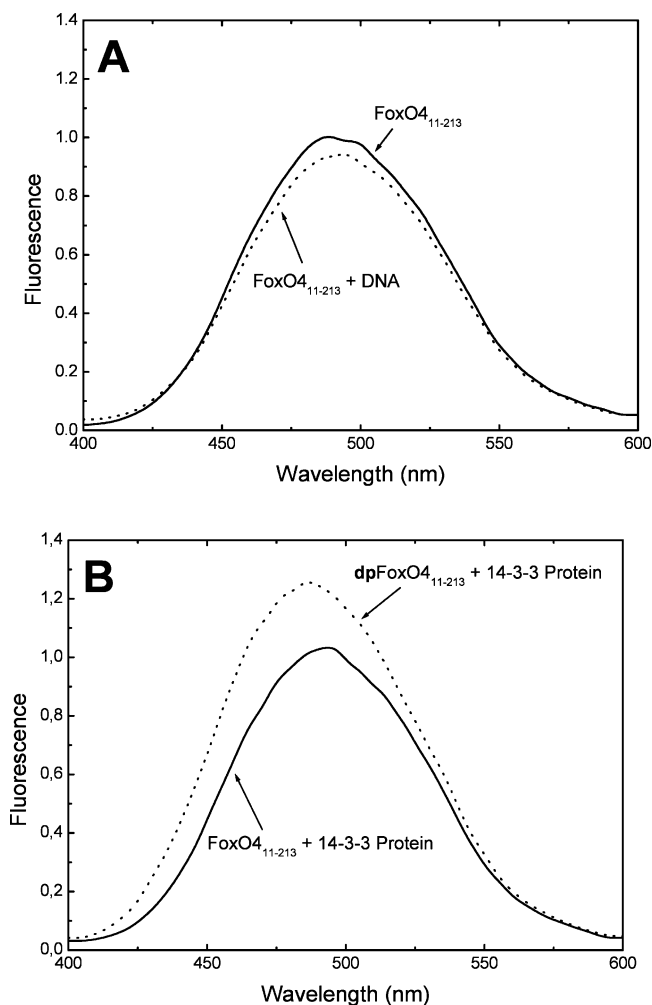 A
1.4
1.2
1.0
0.8
0.6
0.4
0.2
0.0
Fluorescence
FoxO4₁₁₋₂₁₃
FoxO4₁₁₋₂₁₃ + DNA
400 450 500 550 600
Wavelength (nm)
B
1,4
1,2
1,0
0,8
0,6
0,4
0,2
0,0
Fluorescence
dpFoxO4₁₁₋₂₁₃ + 14-3-3 Protein
FoxO4₁₁₋₂₁₃ + 14-3-3 Protein
400 450 500 550 600
Wavelength (nm)